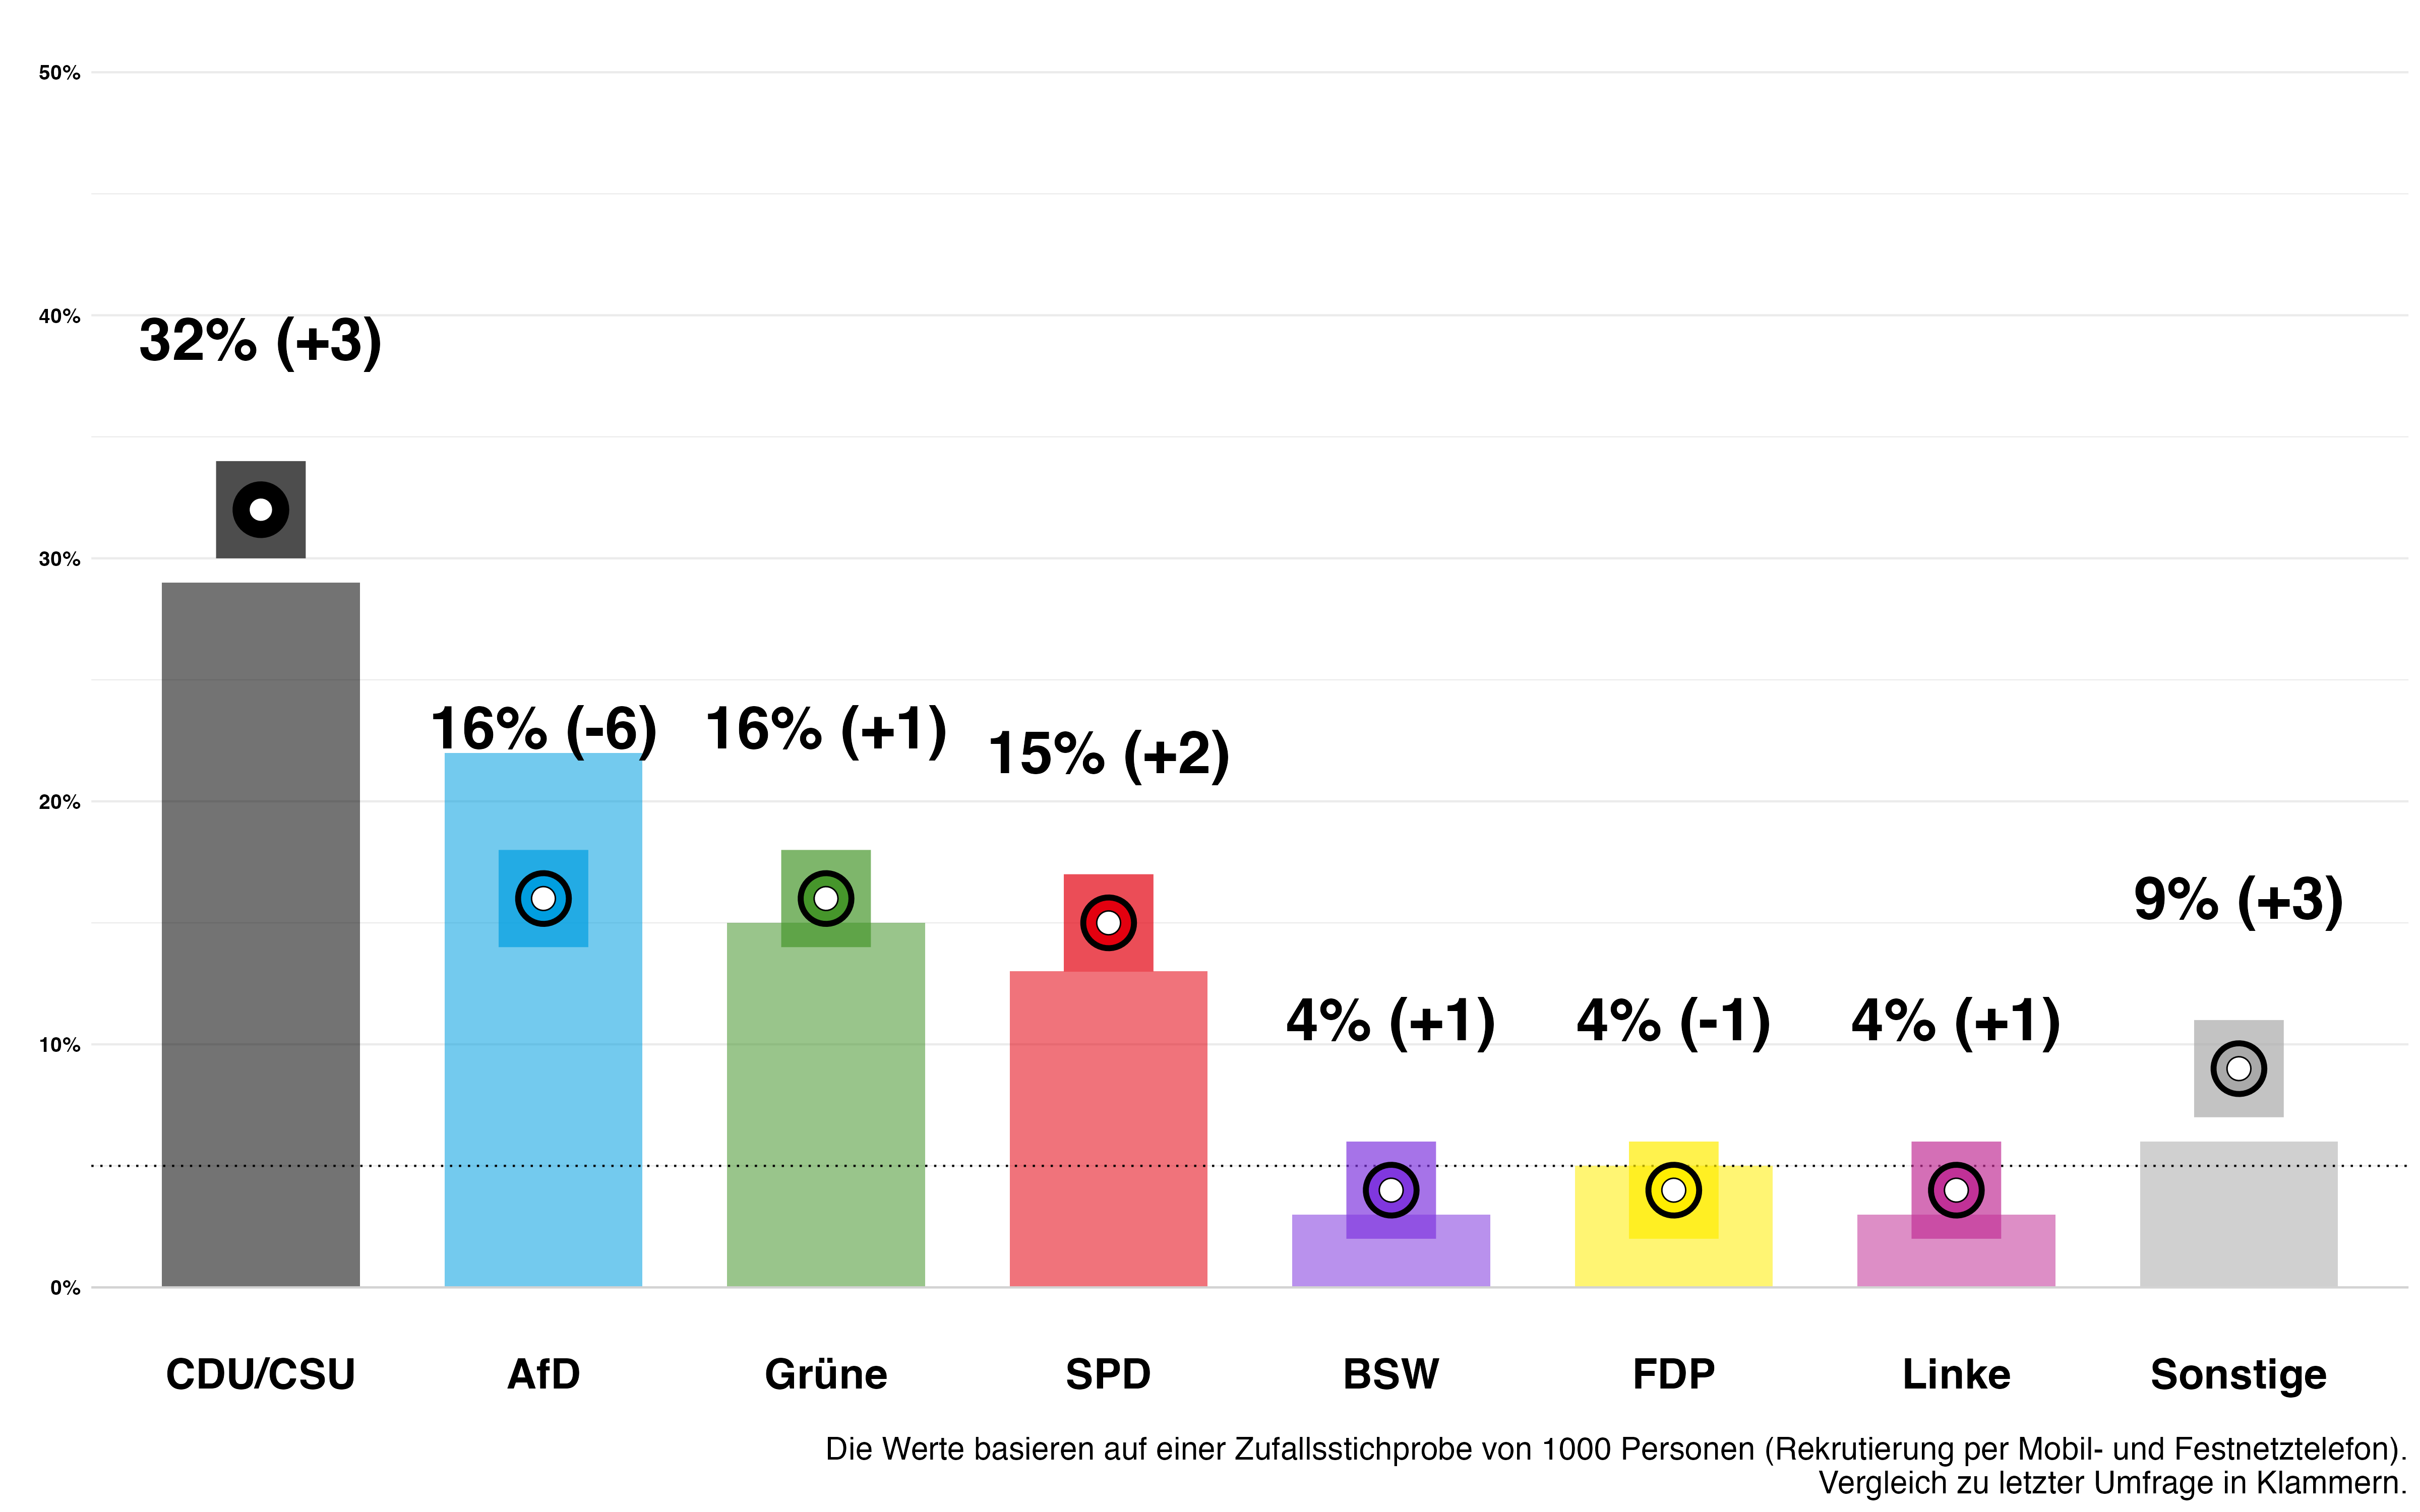 50%
40%
32% (+3)
30%
16% (-6) 16% (+1)
15% (+2)
20%
9% (+3)
4% (+1) 4% (-1) 4% (+1)
10%
0%
CDU/CSU AfD Grüne SPD BSW FDP Linke Sonstige
Die Werte basieren auf einer Zufallsstichprobe von 1000 Personen (Rekrutierung per Mobil- und Festnetztelefon).
Vergleich zu letzter Umfrage in Klammern.